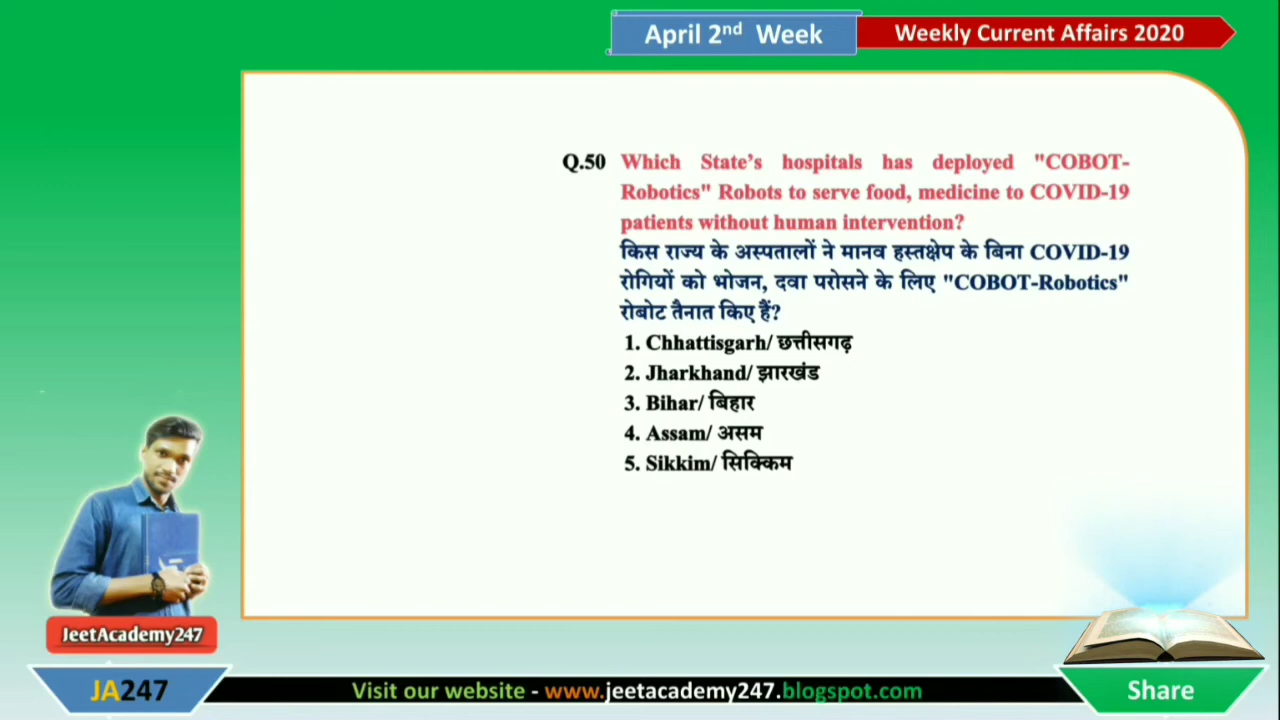 April 2nd Week
Weekly Current Affairs 2020
Q.50 Which State's hospitals has deployed "COBOT-
Robotics" Robots to serve food, medicine to COVID-19
patients without human intervention?
किस राज्य के अस्पतालों ने मानव हस्तक्षेप के बिना COVID-19
रोगियों को भोजन, दवा परोसने के लिए "COBOT-Robotics"
रोबोट तैनात किए हैं?
1. Chhattisgarh/ छत्तीसगढ़
2. Jharkhand/ झारखंड
3. Bihar/ बिहार
4. Assam/ असम
5. Sikkim/ सिक्किम
JeetAcademy247
JA247
Visit our website - www.jeetacademy247.blogspot.com
Share